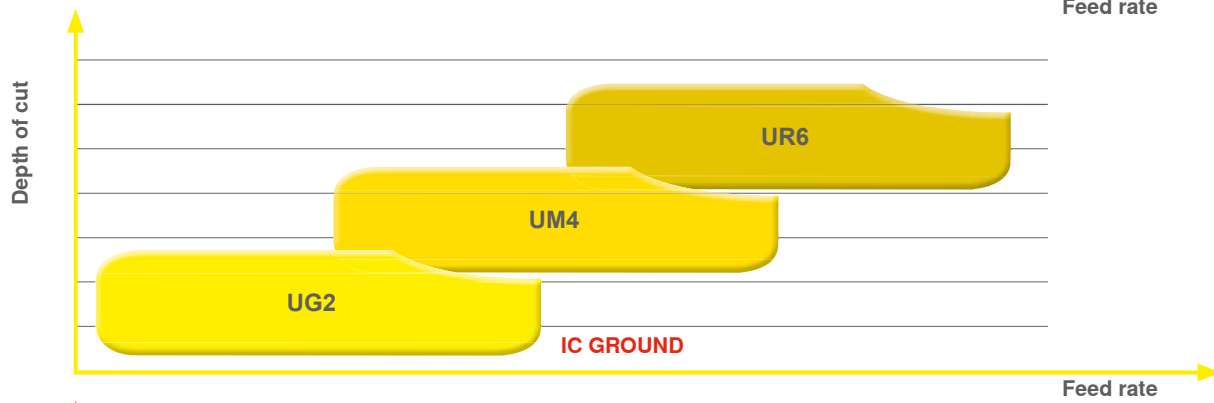 Feed rate
Depth of cut
UR6
UM4
UG2
IC GROUND
Feed rate